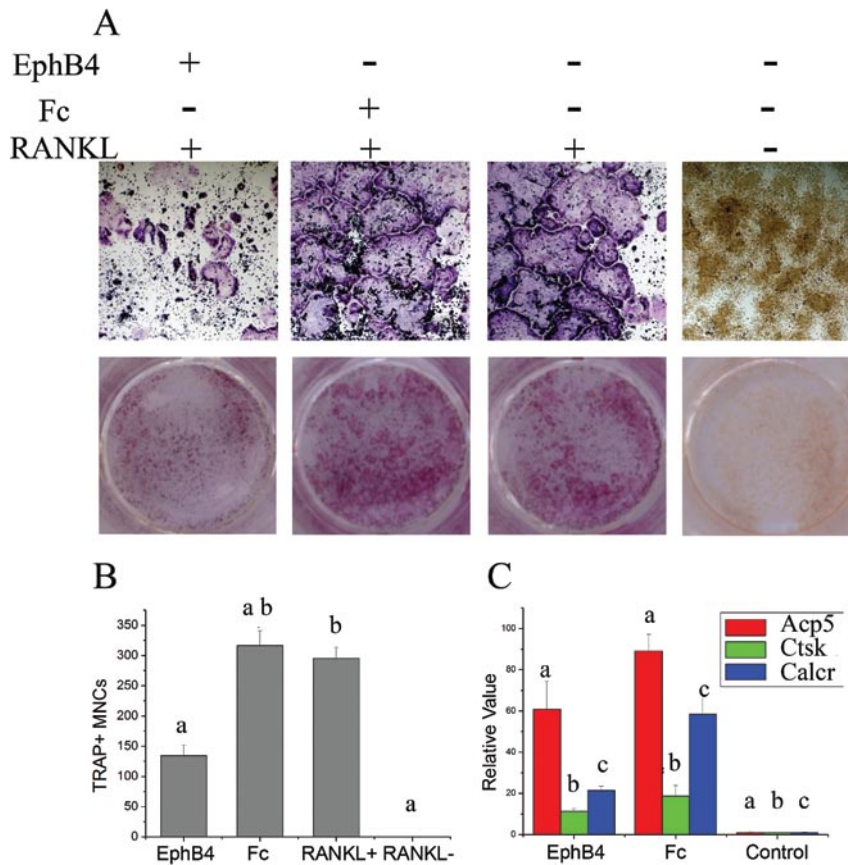 A
EphB4 + - - -
Fc - + - -
RANKL + + + -
B
TRAP+ MNCs
350
300
250
200
150
100
50
0
a
a b
b
a
EphB4 Fc RANKL+ RANKL-
C
Relative Value
100
80
60
40
20
0
Acp5
Ctsk
Calcr
a
b c
a
b
c
a b c
EphB4 Fc Control